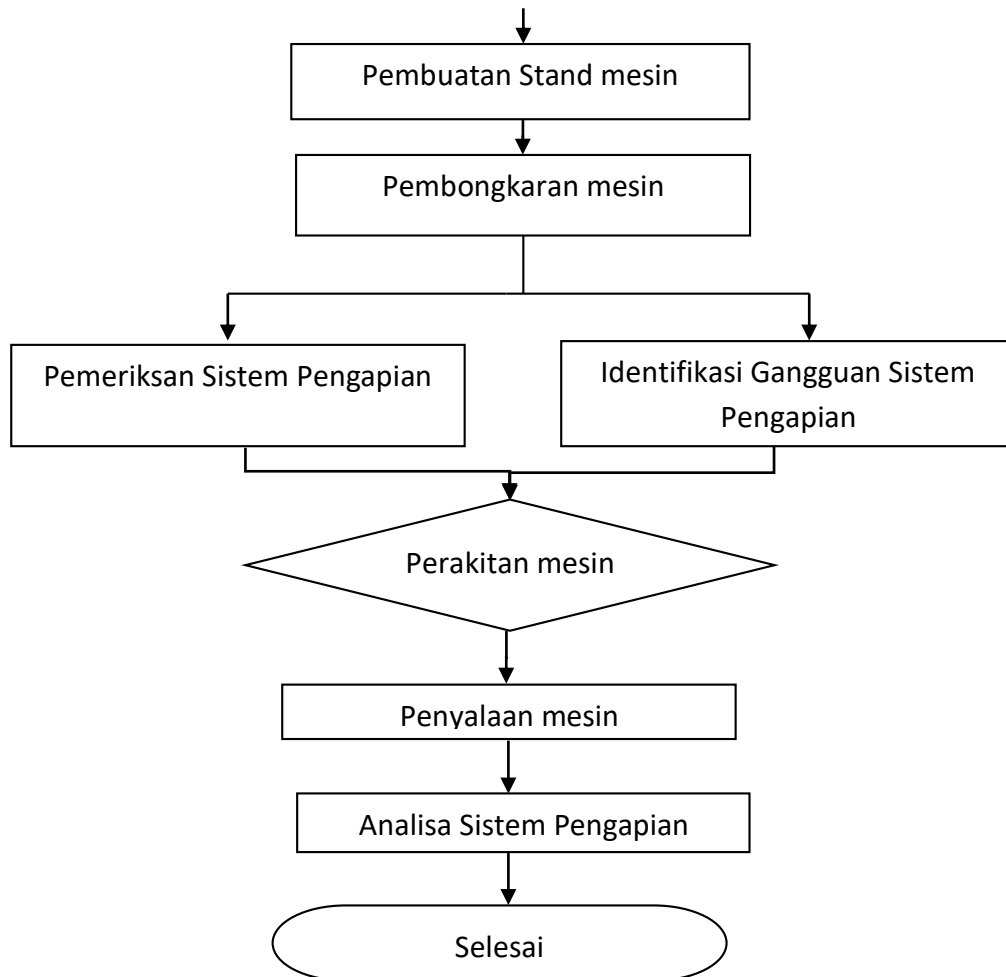 Pembuatan Stand mesin
Pembongkaran mesin
Pemeriksan Sistem Pengapian
Identifikasi Gangguan Sistem
Pengapian
Perakitan mesin
Penyalaan mesin
Analisa Sistem Pengapian
Selesai